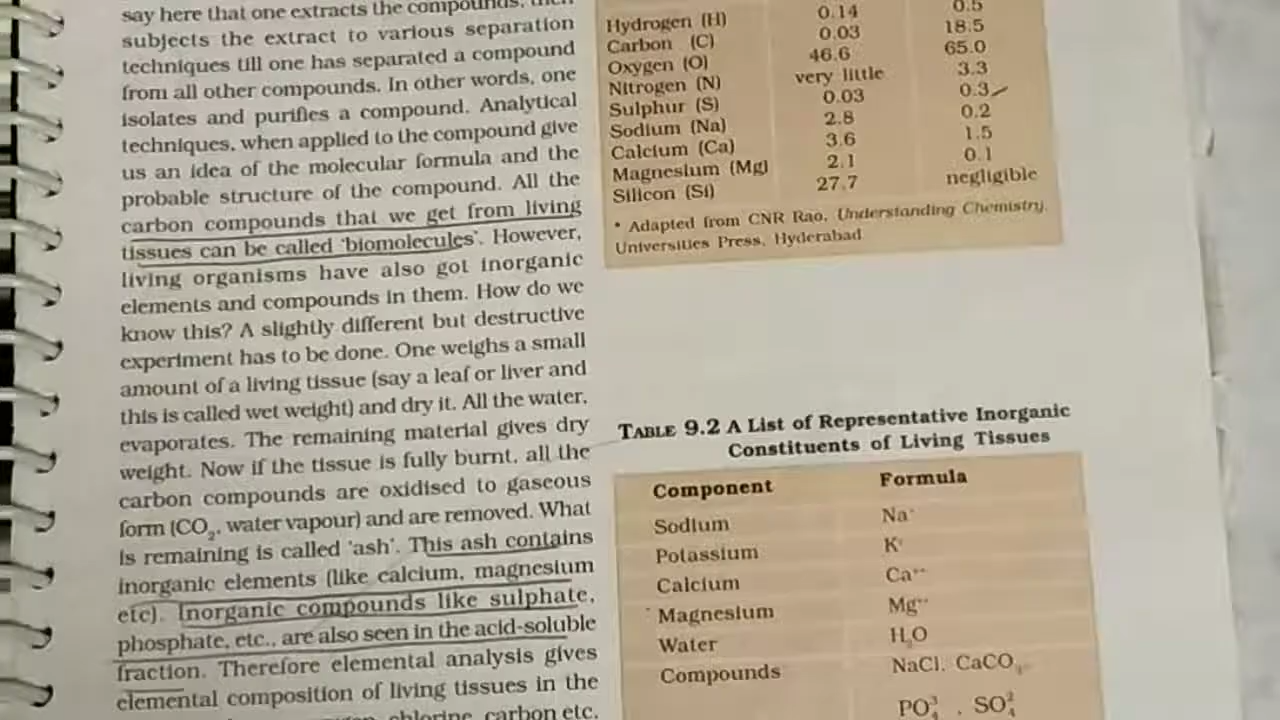 say here that one extracts the compounds, then
subjects the extract to various separation
techniques till one has separated a compound
from all other compounds. In other words, one
isolates and purifies a compound. Analytical
techniques, when applied to the compound give
us an idea of the molecular formula and the
probable structure of the compound. All the
carbon compounds that we get from living
tissues can be called 'biomolecules'. However,
living organisms have also got inorganic
elements and compounds in them. How do we
know this? A slightly different but destructive
experiment has to be done. One weighs a small
amount of a living tissue (say a leaf or liver and
this is called wet weight) and dry it. All the water,
evaporates. The remaining material gives dry
weight. Now if the tissue is fully burnt, all the
carbon compounds are oxidised to gaseous
form (CO₂, water vapour) and are removed. What
is remaining is called 'ash'. This ash contains
inorganic elements (like calcium, magnesium
etc). Inorganic compounds like sulphate,
phosphate, etc., are also seen in the acid-soluble
fraction. Therefore elemental analysis gives
elemental composition of living tissues in the
chlorine, carbon etc.
Hydrogen (H) 0.14 0.5
Carbon (C) 0.03 18.5
Oxygen (O) 46.6 65.0
Nitrogen (N) very little 3.3
Sulphur (S) 0.03 0.3
Sodium (Na) 2.8 0.2
Calcium (Ca) 3.6 1.5
Magnesium (Mg) 2.1 0.1
Silicon (Si) 27.7 negligible
* Adapted from CNR Rao, Understanding Chemistry,
Universities Press, Hyderabad
TABLE 9.2 A List of Representative Inorganic
Constituents of Living Tissues
Component Formula
Sodium Na⁺
Potassium K⁺
Calcium Ca⁺⁺
Magnesium Mg⁺⁺
Water H₂O
Compounds NaCl, CaCO₃,
PO₄³, SO₄²